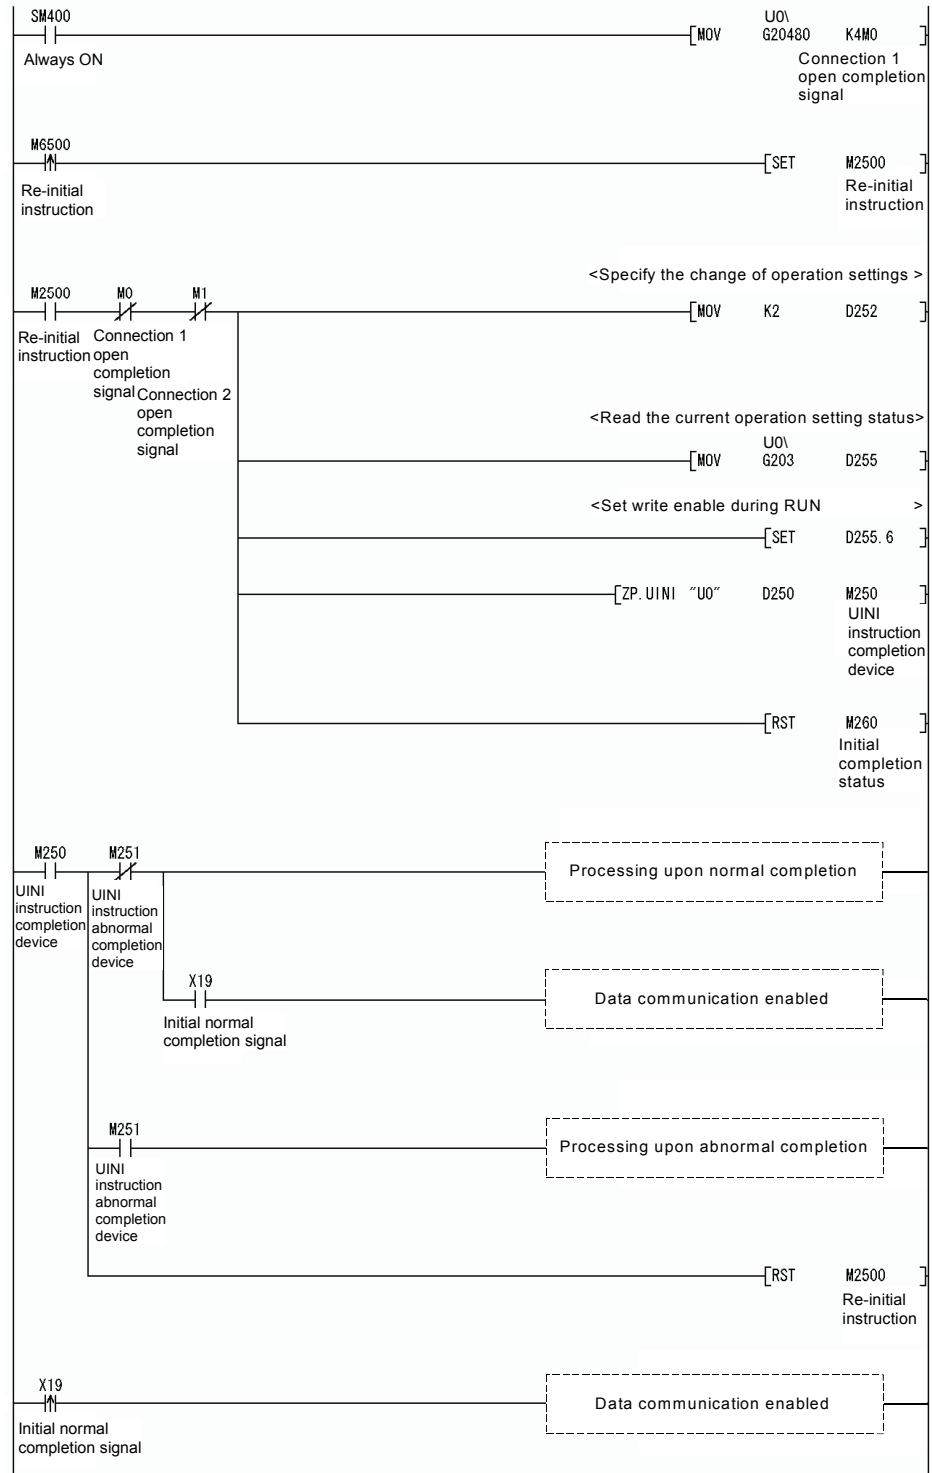 SM400
U0\
[MOV G20480 K4M0 ]
Always ON
Connection 1
open completion
signal
M6500
[SET M2500 ]
Re-initial
instruction
Re-initial
instruction
<Specify the change of operation settings >
M2500 M0 M1
[MOV K2 D252 ]
Re-initial
instruction
Connection 1
open
completion
signal
Connection 2
open
completion
signal
<Read the current operation setting status>
U0\
[MOV G203 D255 ]
<Set write enable during RUN >
[SET D255.6 ]
[ZP.UINI "U0" D250 M250 ]
UINI
instruction
completion
device
[RST M260 ]
Initial
completion
status
M250 M251
Processing upon normal completion
UINI
instruction
completion
device
UINI
instruction
abnormal
completion
device
X19
Data communication enabled
Initial normal
completion signal
M251
Processing upon abnormal completion
UINI
instruction
abnormal
completion
device
[RST M2500 ]
Re-initial
instruction
X19
Data communication enabled
Initial normal
completion signal